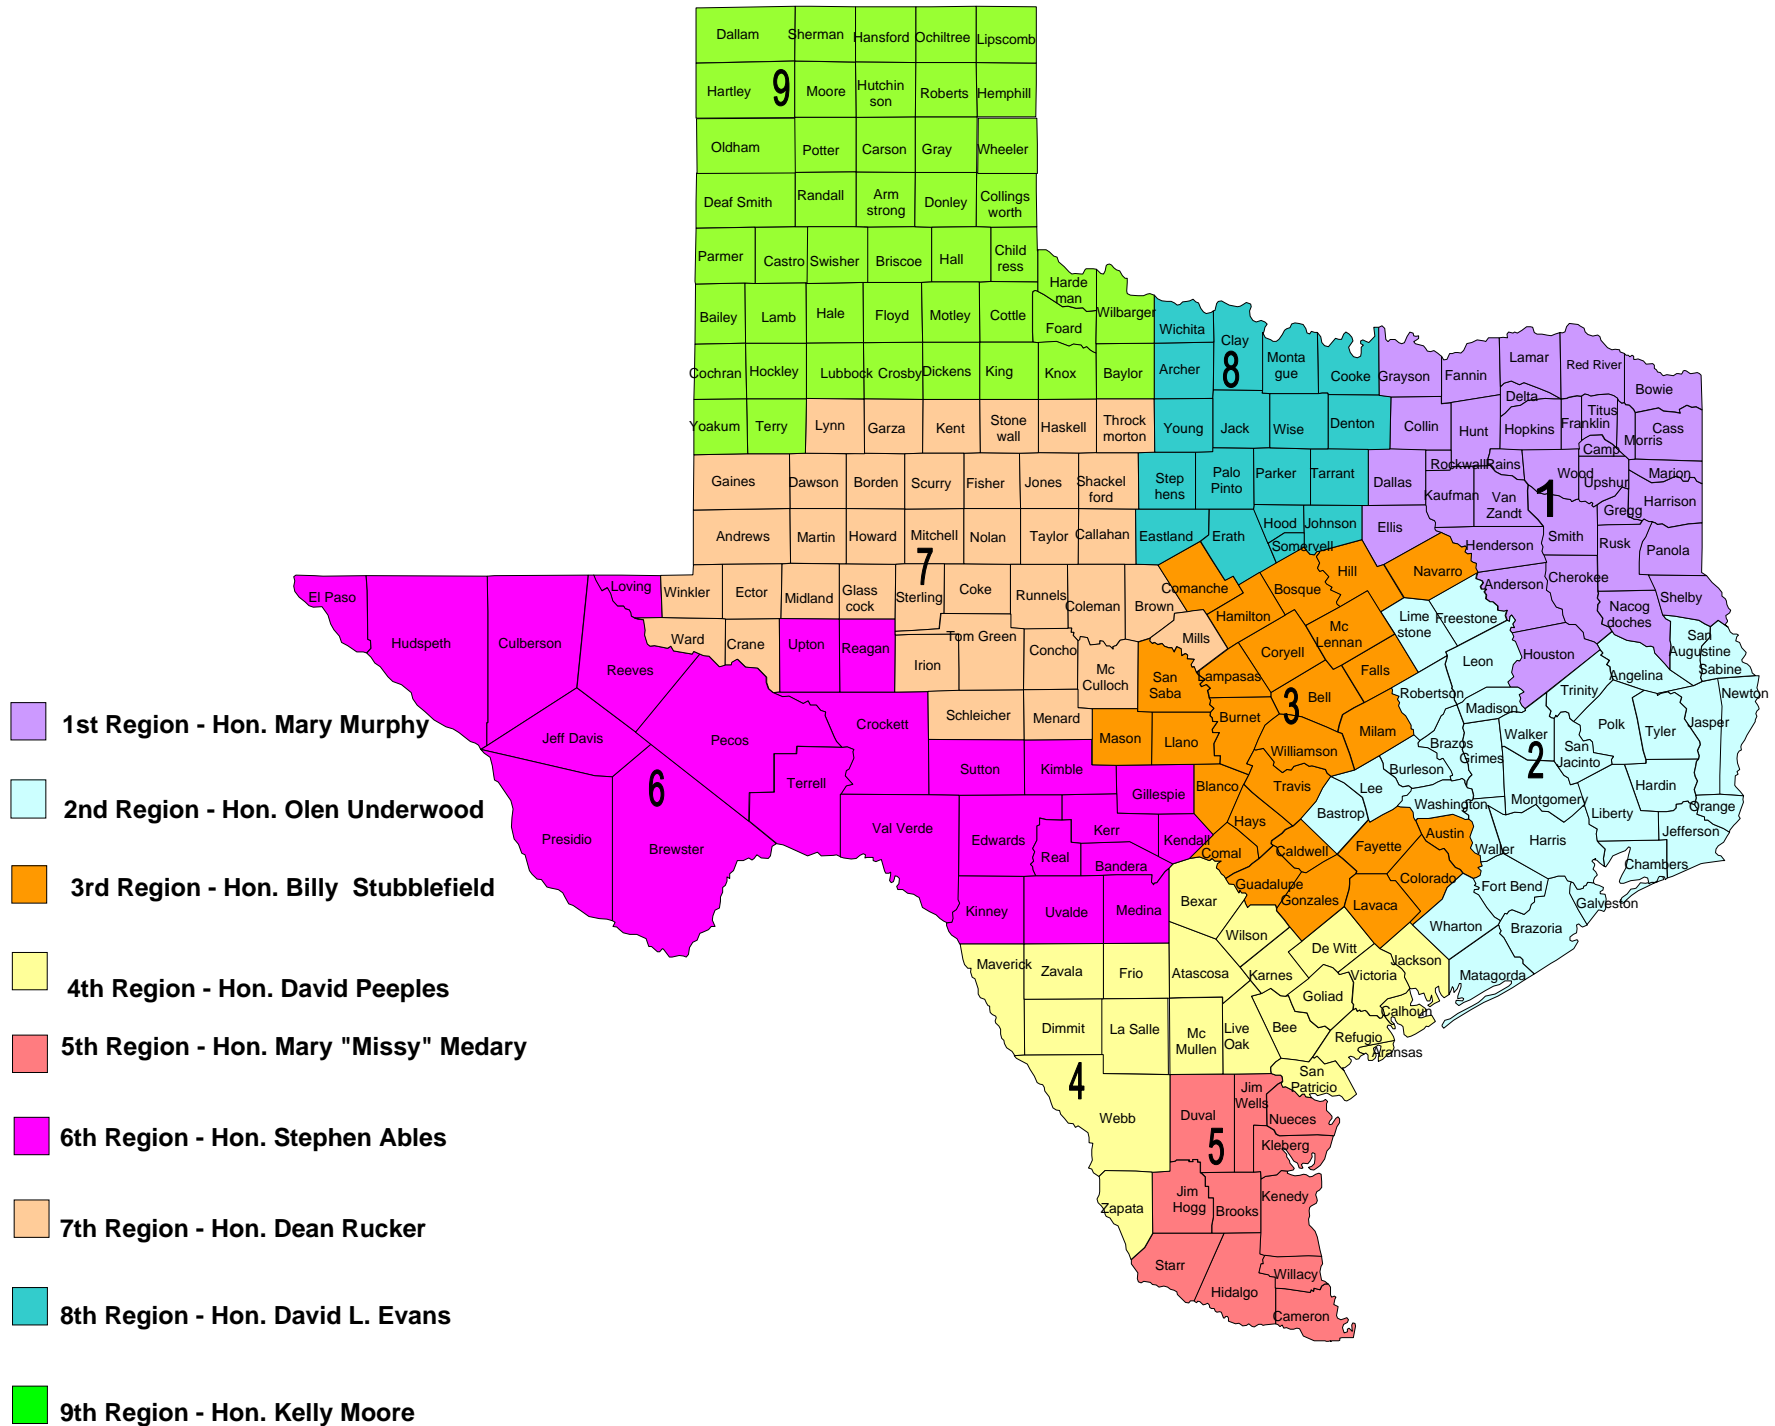 Dallam
Sherman
Hansford
Ochiltree
Lipscomb
Hartley
9
Moore
Hutchin
son
Roberts
Hemphill
Oldham
Potter
Carson
Gray
Wheeler
Deaf Smith
Randall
Arm
strong
Donley
Collings
worth
Parmer
Castro
Swisher
Briscoe
Hall
Child
ress
Harde
man
Bailey
Lamb
Hale
Floyd
Motley
Cottle
Foard
Wilbarger
Wichita
Clay
8
Cochran
Hockley
Lubbock
Crosby
Dickens
King
Knox
Baylor
Archer
Monta
gue
Cooke
Grayson
Fannin
Lamar
Red River
Bowie
Delta
Yoakum
Terry
Lynn
Garza
Kent
Stone
wall
Haskell
Throck
morton
Young
Jack
Wise
Denton
Collin
Hunt
Hopkins
Franklin
Titus
Morris
Cass
Camp
Gaines
Dawson
Borden
Scurry
Fisher
Jones
Shackel
ford
Step
hens
Palo
Pinto
Parker
Tarrant
Dallas
Rockwall
Rains
Kaufman
Van
Zandt
Wood
1
Upshur
Marion
Harrison
Gregg
Andrews
Martin
Howard
Mitchell
7
Nolan
Taylor
Callahan
Eastland
Erath
Hood
Somervell
Johnson
Ellis
Henderson
Smith
Rusk
Panola
El Paso
Hudspeth
Culberson
Loving
Winkler
Ector
Midland
Glass
cock
Sterling
Coke
Runnels
Coleman
Brown
Comanche
Hamilton
Bosque
Hill
Navarro
Anderson
Cherokee
Nacog
doches
Shelby
Reeves
Ward
Crane
Upton
Reagan
Irion
Tom Green
Concho
Mc
Culloch
Mills
San
Saba
Lampasas
Coryell
Mc
Lennan
Lime
stone
Freestone
Falls
Bell
3
Houston
Leon
San
Augustine
Sabine
Angelina
Trinity
Newton
Robertson
Madison
Polk
Tyler
Jasper
Jeff Davis
Pecos
Crockett
Schleicher
Menard
Mason
Llano
Burnet
Williamson
Milam
Brazos
Grimes
Walker
2
San
Jacinto
6
Terrell
Sutton
Kimble
Gillespie
Blanco
Travis
Lee
Burleson
Washington
Montgomery
Hardin
Liberty
Orange
Jefferson
Presidio
Brewster
Val Verde
Edwards
Real
Kerr
Bandera
Kendall
Hays
Comal
Caldwell
Bastrop
Fayette
Austin
Waller
Harris
Chambers
Kinney
Uvalde
Medina
Bexar
Guadalupe
Gonzales
Lavaca
Colorado
Fort Bend
Galveston
Wharton
Brazoria
Maverick
Zavala
Frio
Atascosa
Wilson
Karnes
De Witt
Victoria
Jackson
Matagorda
Dimmit
La Salle
Mc
Mullen
Live
Oak
Bee
Goliad
Calhoun
Refugio
Aransas
4
San
Patricio
Webb
Duval
5
Jim
Wells
Nueces
Kleberg
Zapata
Jim
Hogg
Brooks
Kenedy
Starr
Hidalgo
Willacy
Cameron
1st Region - Hon. Mary Murphy
2nd Region - Hon. Olen Underwood
3rd Region - Hon. Billy Stubblefield
4th Region - Hon. David Peeples
5th Region - Hon. Mary "Missy" Medary
6th Region - Hon. Stephen Ables
7th Region - Hon. Dean Rucker
8th Region - Hon. David L. Evans
9th Region - Hon. Kelly Moore